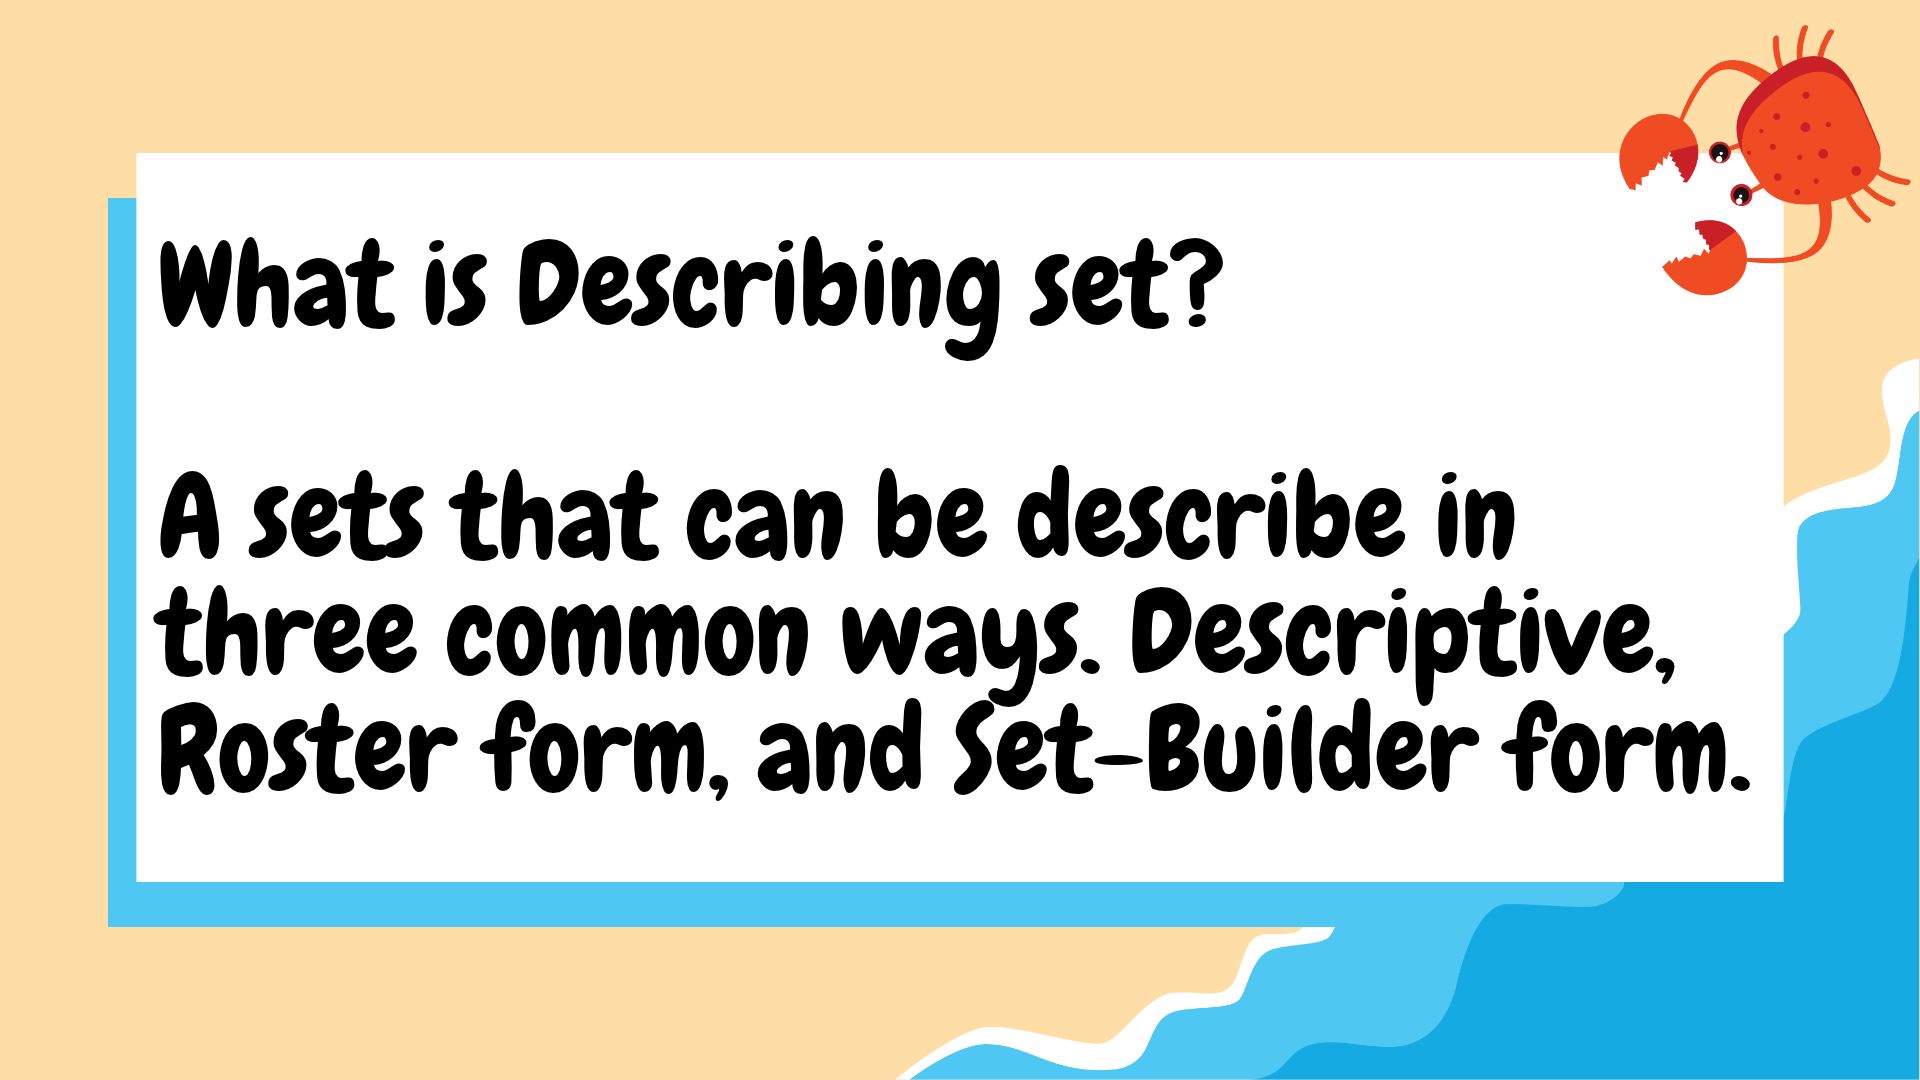 What is Describing set?
A sets that can be describe in
three common ways. Descriptive,
Roster form, and Set-Builder form.